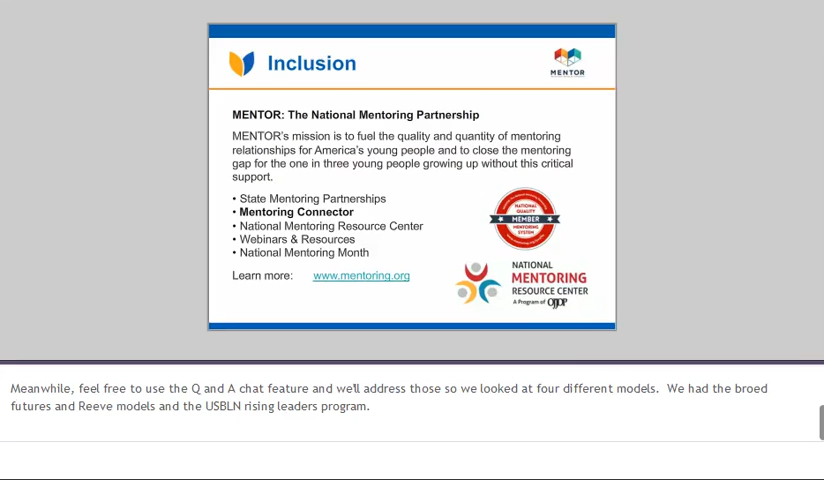 Inclusion
MENTOR
MENTOR: The National Mentoring Partnership
MENTOR's mission is to fuel the quality and quantity of mentoring
relationships for America's young people and to close the mentoring
gap for the one in three young people growing up without this critical
support.
• State Mentoring Partnerships
• Mentoring Connector
• National Mentoring Resource Center
• Webinars & Resources
• National Mentoring Month
Learn more: www.mentoring.org
NATIONAL
QUALITY
MEMBER
MENTORING
SYSTEM
NATIONAL
MENTORING
RESOURCE CENTER
A Program of OJJDP
Meanwhile, feel free to use the Q and A chat feature and we'll address those so we looked at four different models.  We had the broed
futures and Reeve models and the USBLN rising leaders program.